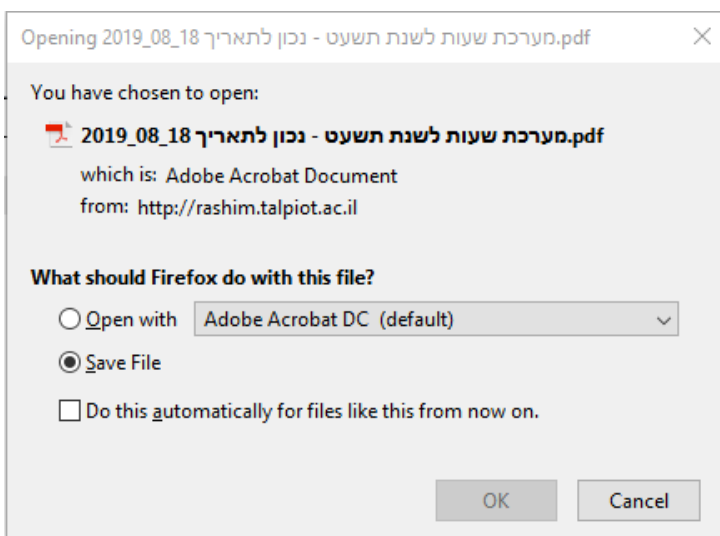 Opening 2019_08_18 מערכת שעות לשנת תשעט - נכון לתאריך.pdf
You have chosen to open:
2019_08_18 מערכת שעות לשנת תשעט - נכון לתאריך.pdf
which is: Adobe Acrobat Document
from: http://rashim.talpiot.ac.il
What should Firefox do with this file?
Open with Adobe Acrobat DC (default)
Save File
Do this automatically for files like this from now on.
OK Cancel